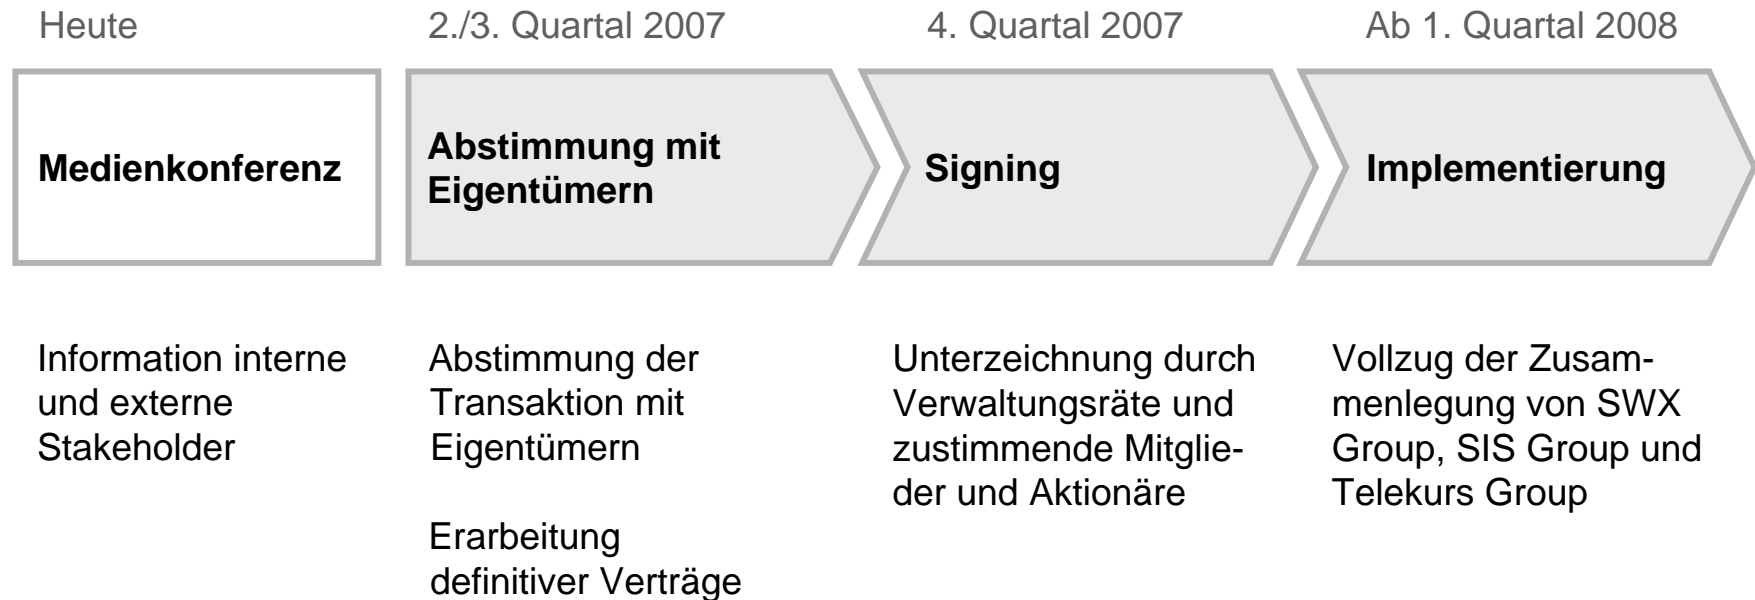 Heute
2./3. Quartal 2007
4. Quartal 2007
Ab 1. Quartal 2008
Medienkonferenz
Abstimmung mit
Eigentümern
Signing
Implementierung
Information interne
und externe
Stakeholder
Abstimmung der
Transaktion mit
Eigentümern
Erarbeitung
definitiver Verträge
Unterzeichnung durch
Verwaltungsräte und
zustimmende Mitglie-
der und Aktionäre
Vollzug der Zusam-
menlegung von SWX
Group, SIS Group und
Telekurs Group